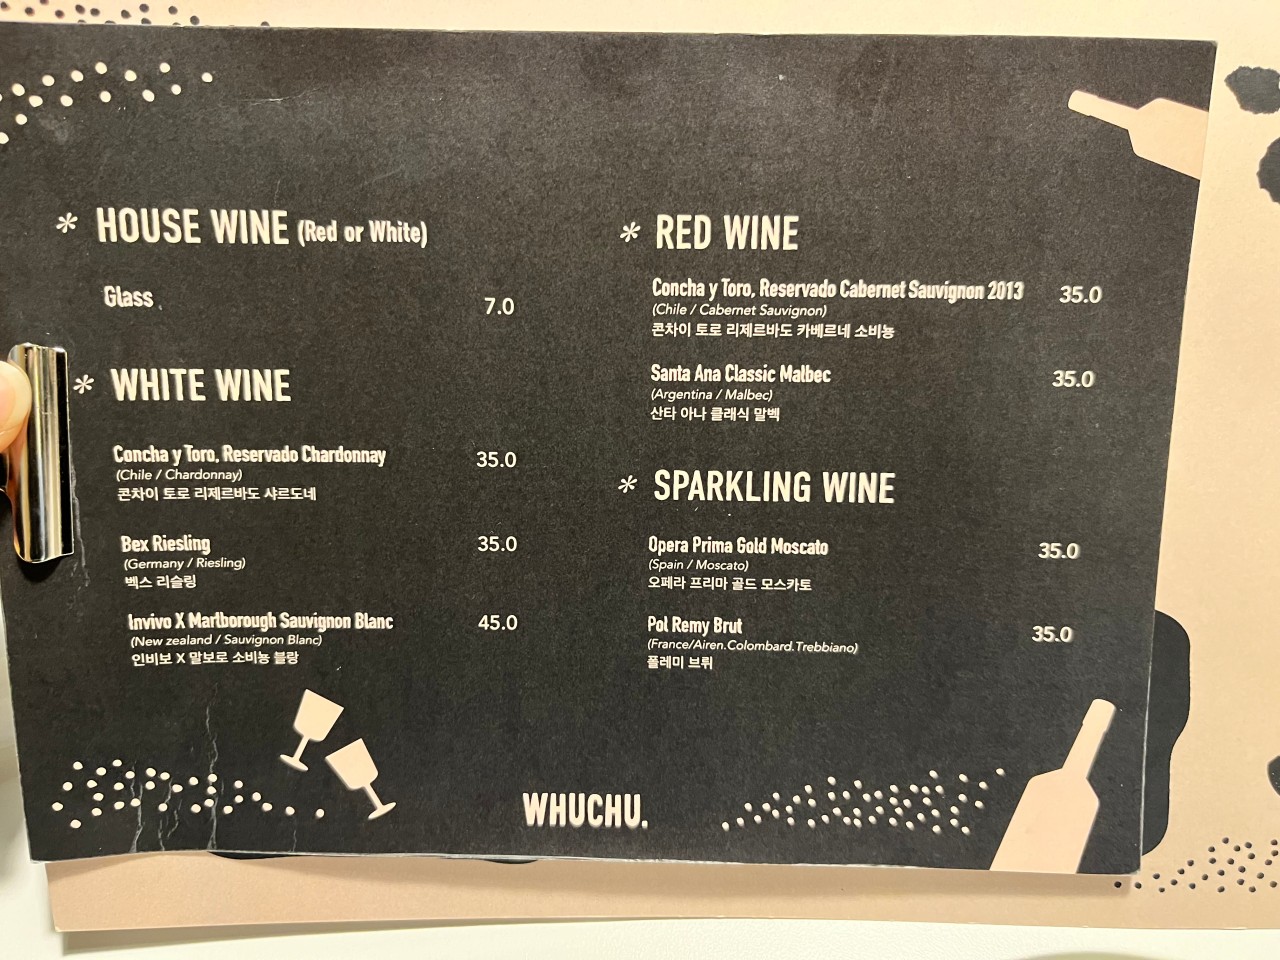 * HOUSE WINE (Red or White)
Glass 7.0
* WHITE WINE
Concha y Toro, Reservado Chardonnay 35.0
(Chile / Chardonnay)
콘차이 토로 리제르바도 샤르도네
Bex Riesling 35.0
(Germany / Riesling)
벡스 리슬링
Invivo X Marlborough Sauvignon Blanc 45.0
(New zealand / Sauvignon Blanc)
인비보 X 말보로 소비뇽 블랑
* RED WINE
Concha y Toro, Reservado Cabernet Sauvignon 2013 35.0
(Chile / Cabernet Sauvignon)
콘차이 토로 리제르바도 카베르네 소비뇽
Santa Ana Classic Malbec 35.0
(Argentina / Malbec)
산타 아나 클래식 말벡
* SPARKLING WINE
Opera Prima Gold Moscato 35.0
(Spain / Moscato)
오페라 프리마 골드 모스카토
Pol Remy Brut 35.0
(France/Airen.Colombard.Trebbiano)
폴레미 브뤼
WHUCHU.